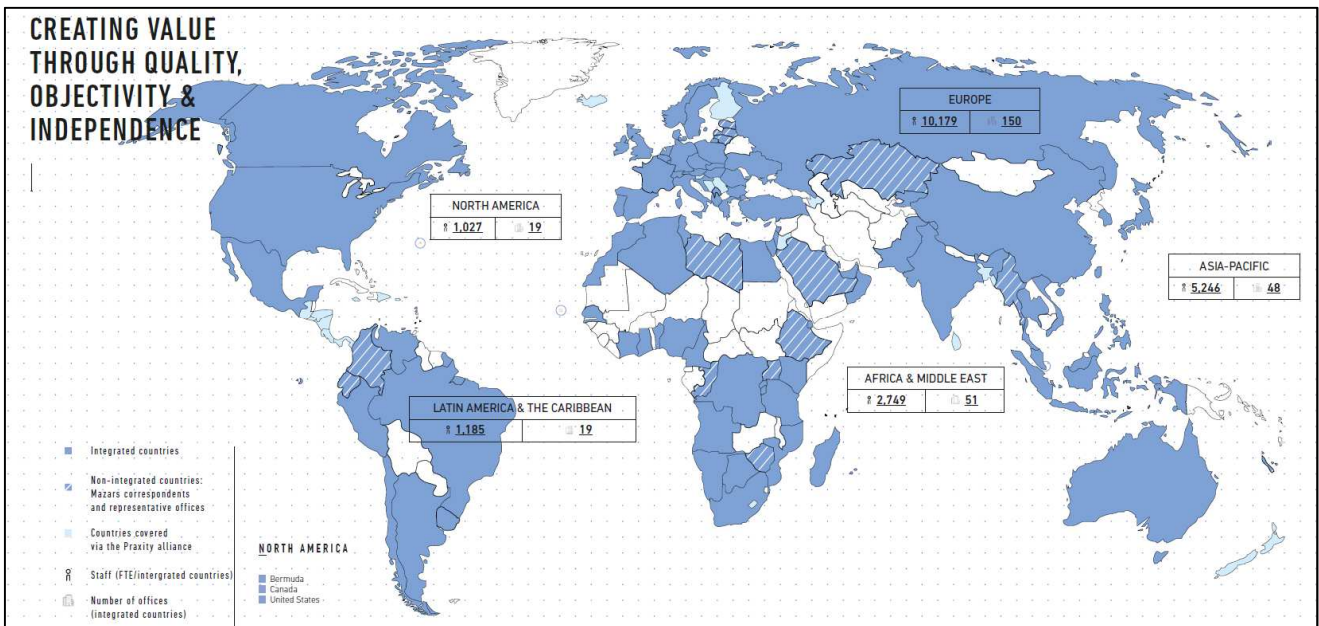 CREATING VALUE
THROUGH QUALITY,
OBJECTIVITY &
INDEPENDENCE
EUROPE
10,179 150
NORTH AMERICA
1,027 19
ASIA-PACIFIC
5,246 48
AFRICA & MIDDLE EAST
2,749 51
LATIN AMERICA & THE CARIBBEAN
1,185 19
Integrated countries
Non-integrated countries:
Mazars correspondents
and representative offices
Countries covered
via the Praxity alliance
Staff (FTE/intergrated countries)
Number of offices
(integrated countries)
NORTH AMERICA
Bermuda
Canada
United States